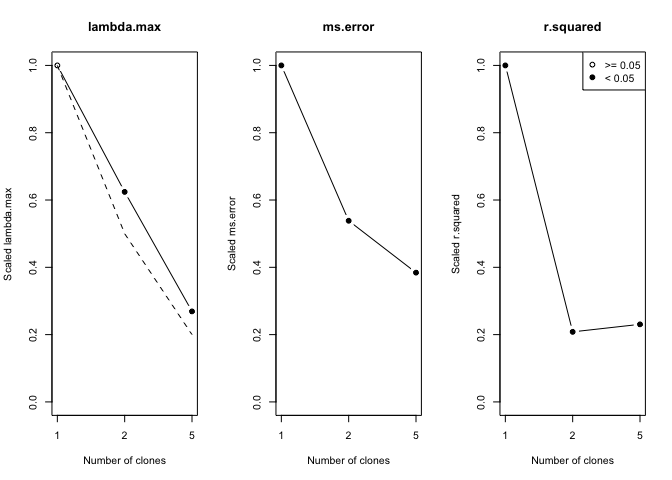 lambda.max
Scaled lambda.max
1.0
0.8
0.6
0.4
0.2
0.0
1 2 5
Number of clones
ms.error
Scaled ms.error
1.0
0.8
0.6
0.4
0.2
0.0
1 2 5
Number of clones
r.squared
Scaled r.squared
1.0
0.8
0.6
0.4
0.2
0.0
>= 0.05
< 0.05
1 2 5
Number of clones